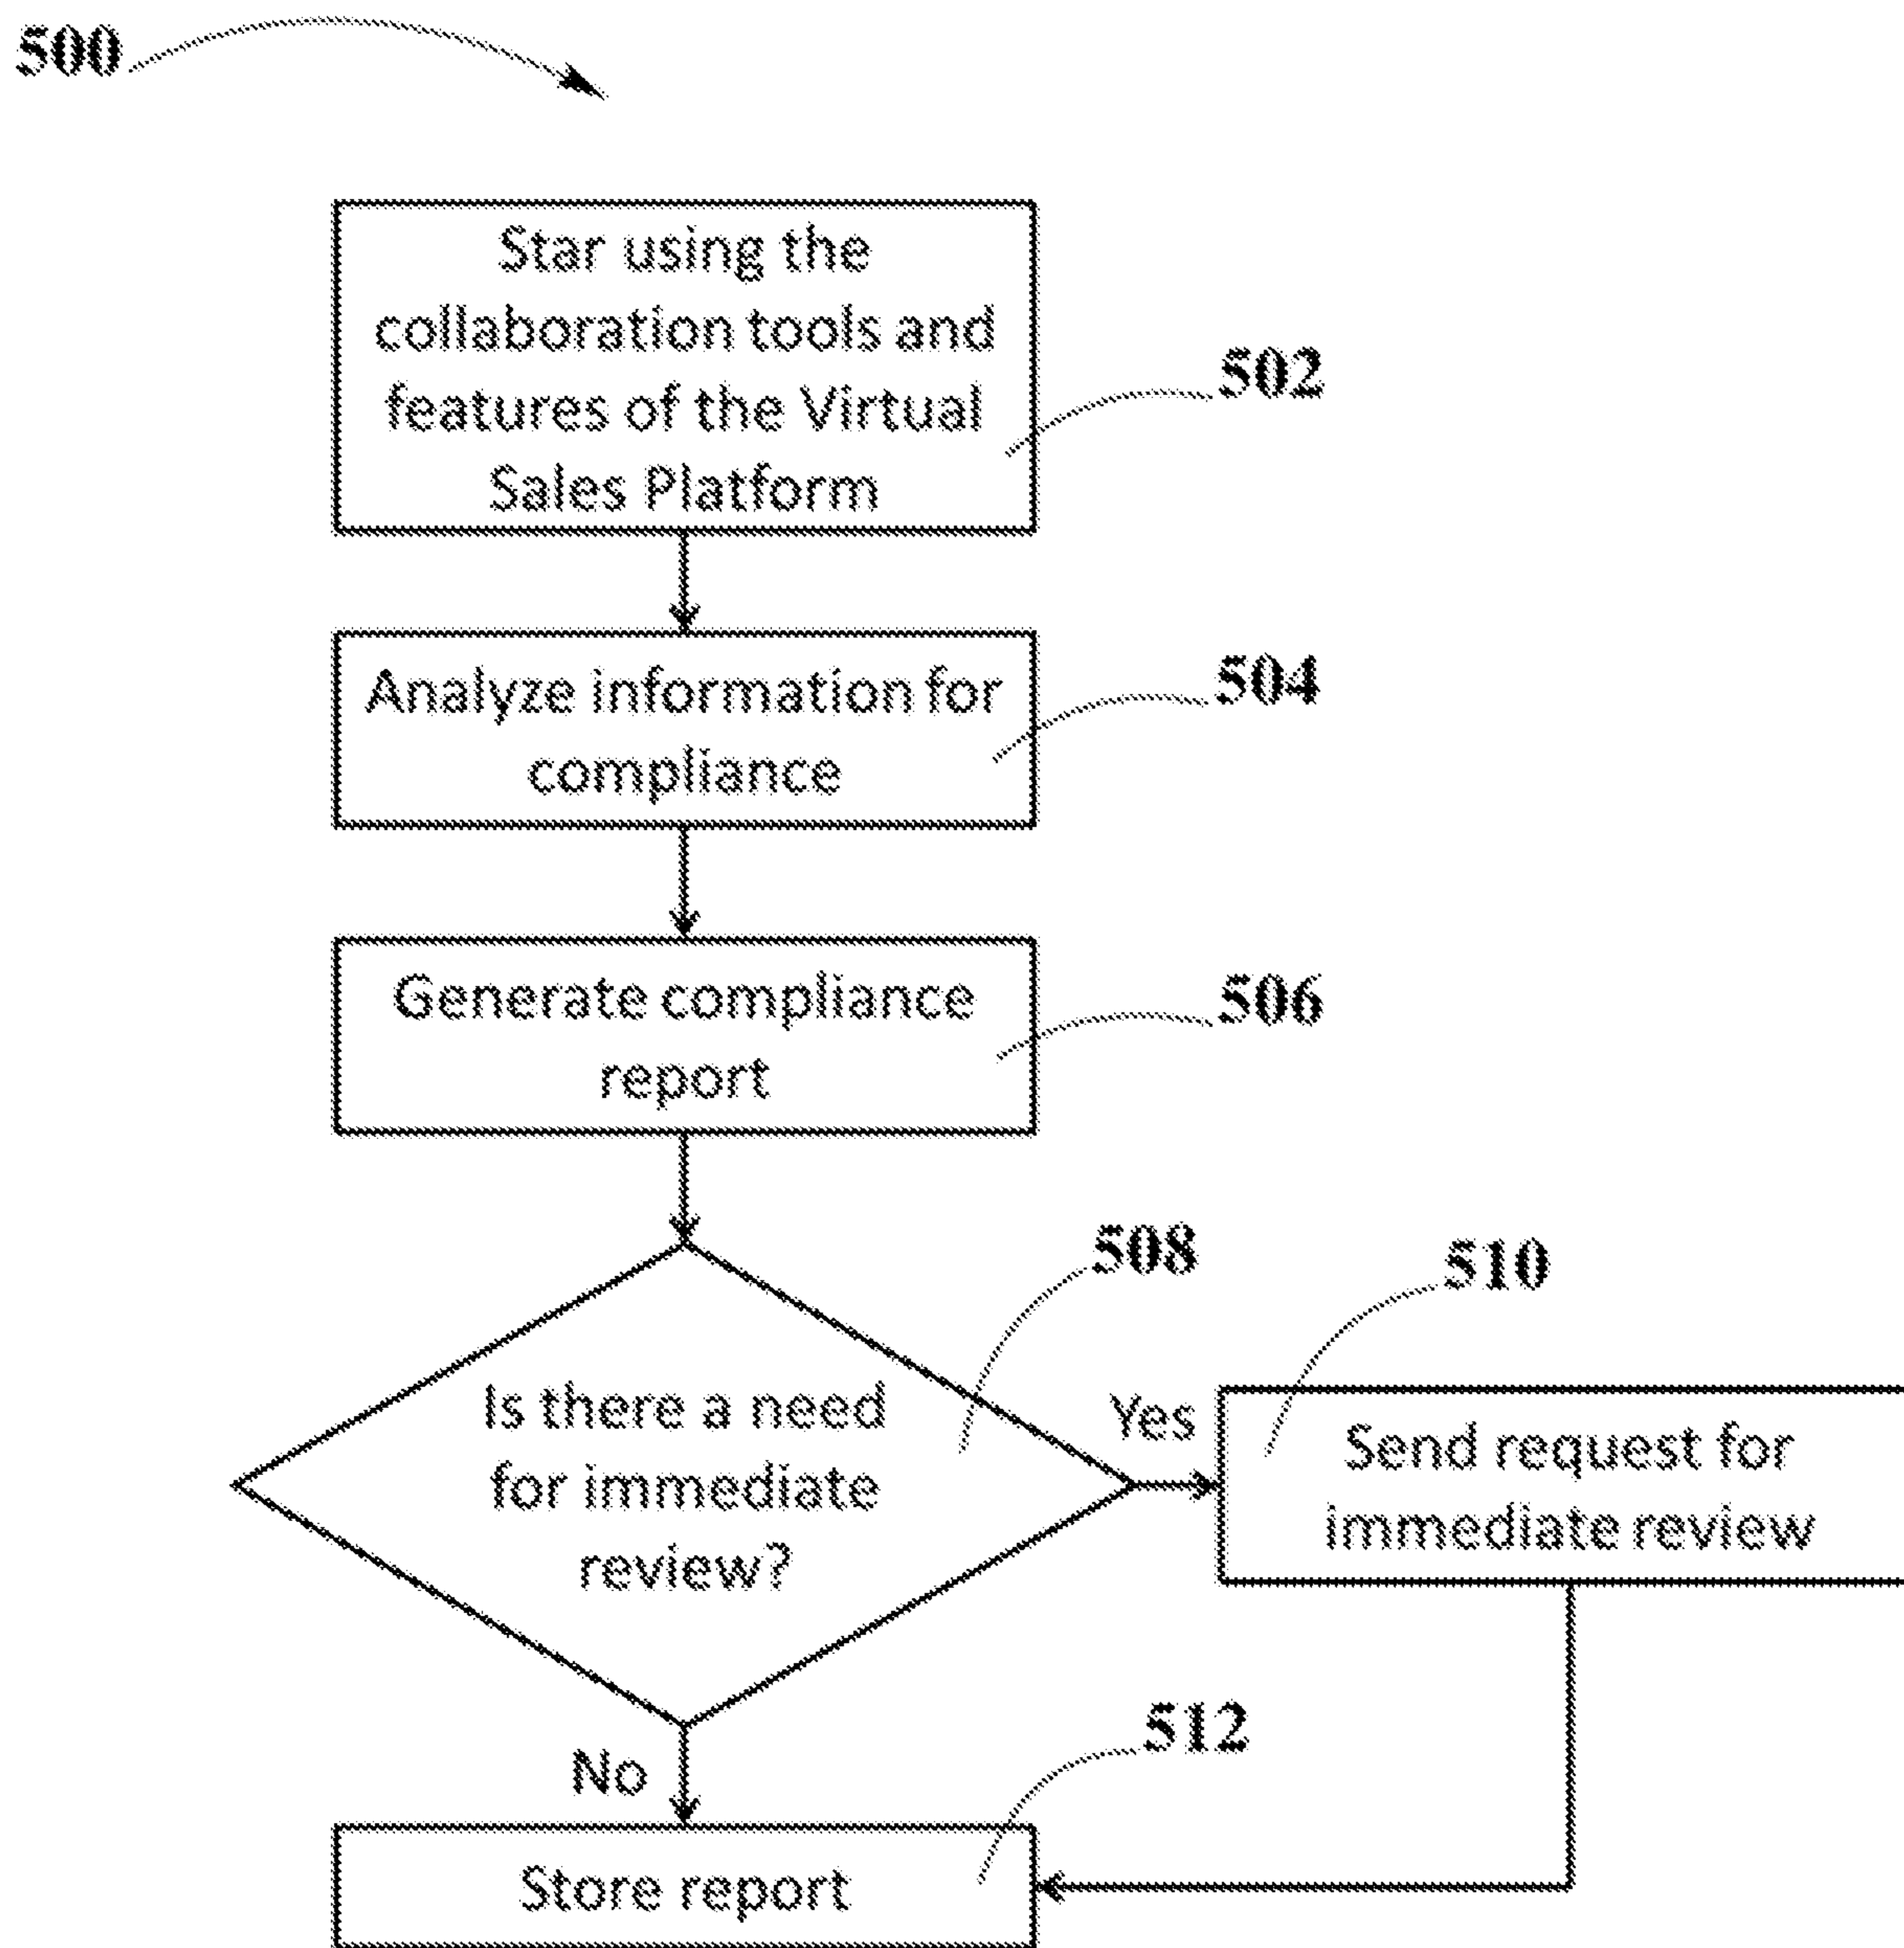 500
Star using the
collaboration tools and
features of the Virtual
Sales Platform
502
Analyze information for
compliance
504
Generate compliance
report
506
Is there a need
for immediate
review?
508
Yes
510
Send request for
immediate review
No
512
Store report